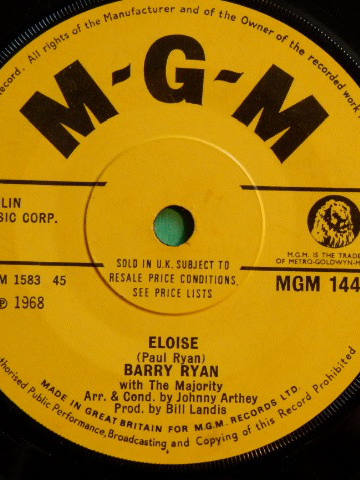 Record. All rights of the Manufacturer and of the Owner of the recorded work
M-G-M
LIN
SIC CORP.
SOLD IN U.K. SUBJECT TO
RESALE PRICE CONDITIONS,
SEE PRICE LISTS
M.G.M. IS THE TRADE
OF METRO-GOLDWYN-M
M 1583 45
MGM 144
℗ 1968
ELOISE
(Paul Ryan)
BARRY RYAN
with The Majority
Arr. & Cond. by Johnny Arthey
Prod. by Bill Landis
MADE IN GREAT BRITAIN FOR M.G.M. RECORDS LTD.
Public Performance, Broadcasting and Copying of this Record Prohibited